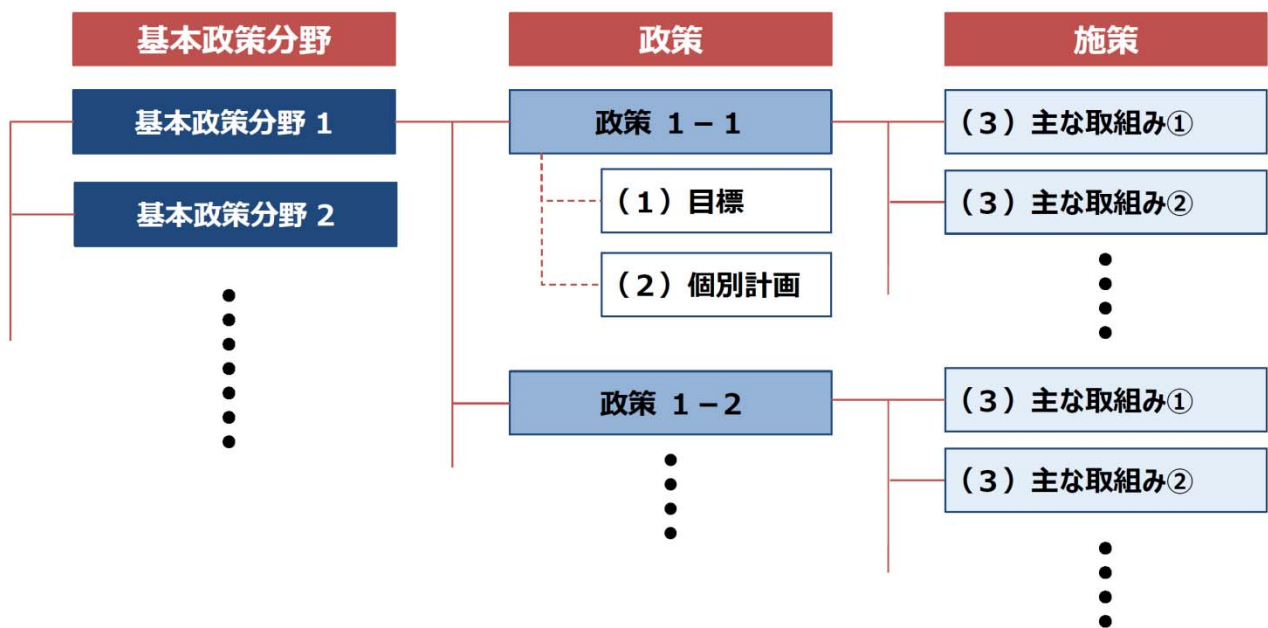 基本政策分野
政策
施策
基本政策分野 1
政策 1－1
（3）主な取組み①
（1）目標
（3）主な取組み②
基本政策分野 2
（2）個別計画
政策 1－2
（3）主な取組み①
（3）主な取組み②